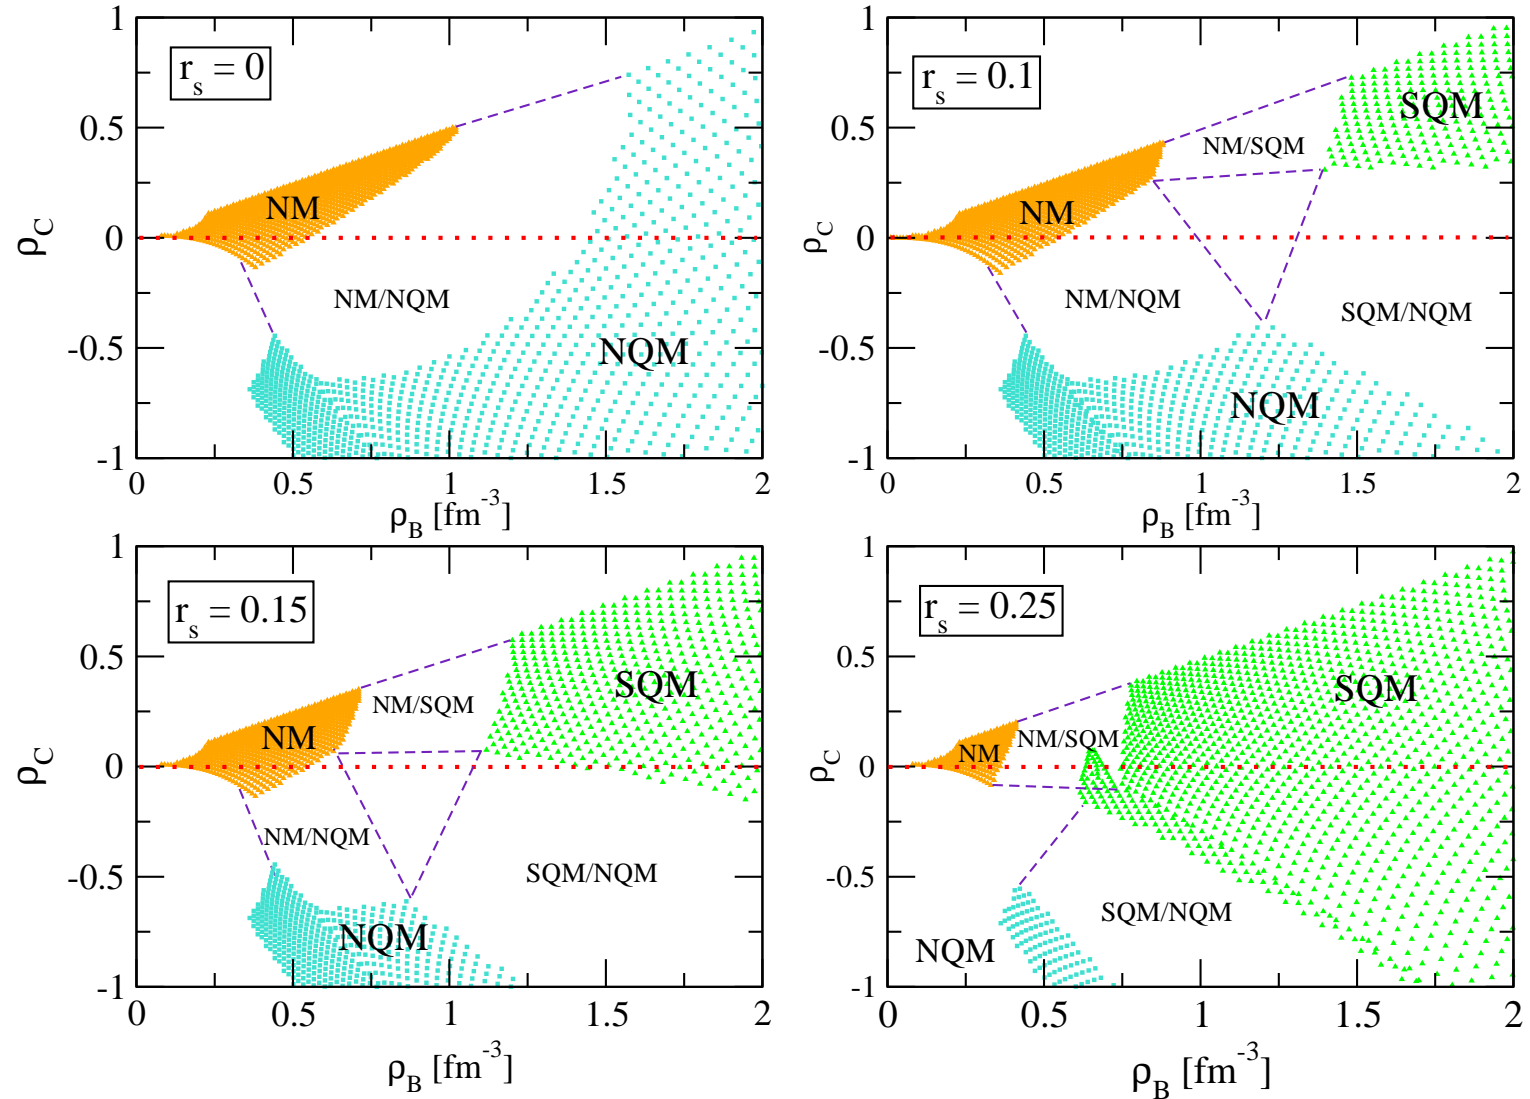 1
r_s = 0
0.5
NM
ρ_C
0
NM/NQM
-0.5
NQM
-1
0 0.5 1 1.5 2
ρ_B [fm^-3]
1
r_s = 0.1
SQM
0.5
NM/SQM
NM
ρ_C
0
NM/NQM
SQM/NQM
-0.5
NQM
-1
0 0.5 1 1.5 2
ρ_B [fm^-3]
1
r_s = 0.15
0.5
SQM
NM/SQM
NM
ρ_C
0
NM/NQM
SQM/NQM
-0.5
NQM
-1
0 0.5 1 1.5 2
ρ_B [fm^-3]
1
r_s = 0.25
0.5
SQM
NM/SQM
NM
ρ_C
0
-0.5
SQM/NQM
NQM
-1
0 0.5 1 1.5 2
ρ_B [fm^-3]